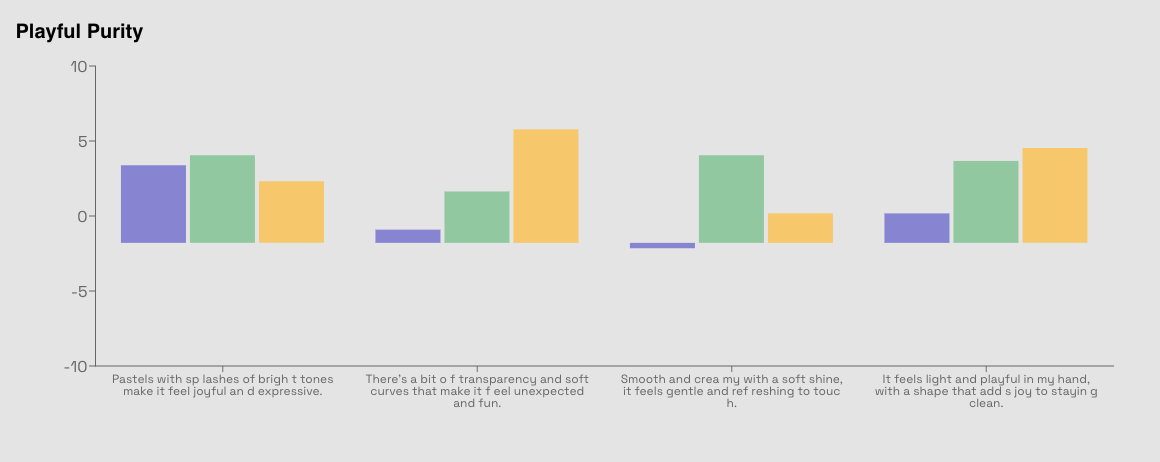 Playful Purity
10
5
0
-5
-10
Pastels with sp lashes of brigh t tones
make it feel joyful an d expressive.
There's a bit o f transparency and soft
curves that make it f eel unexpected
and fun.
Smooth and crea my with a soft shine,
it feels gentle and ref reshing to touc
h.
It feels light and playful in my hand,
with a shape that add s joy to stayin g
clean.